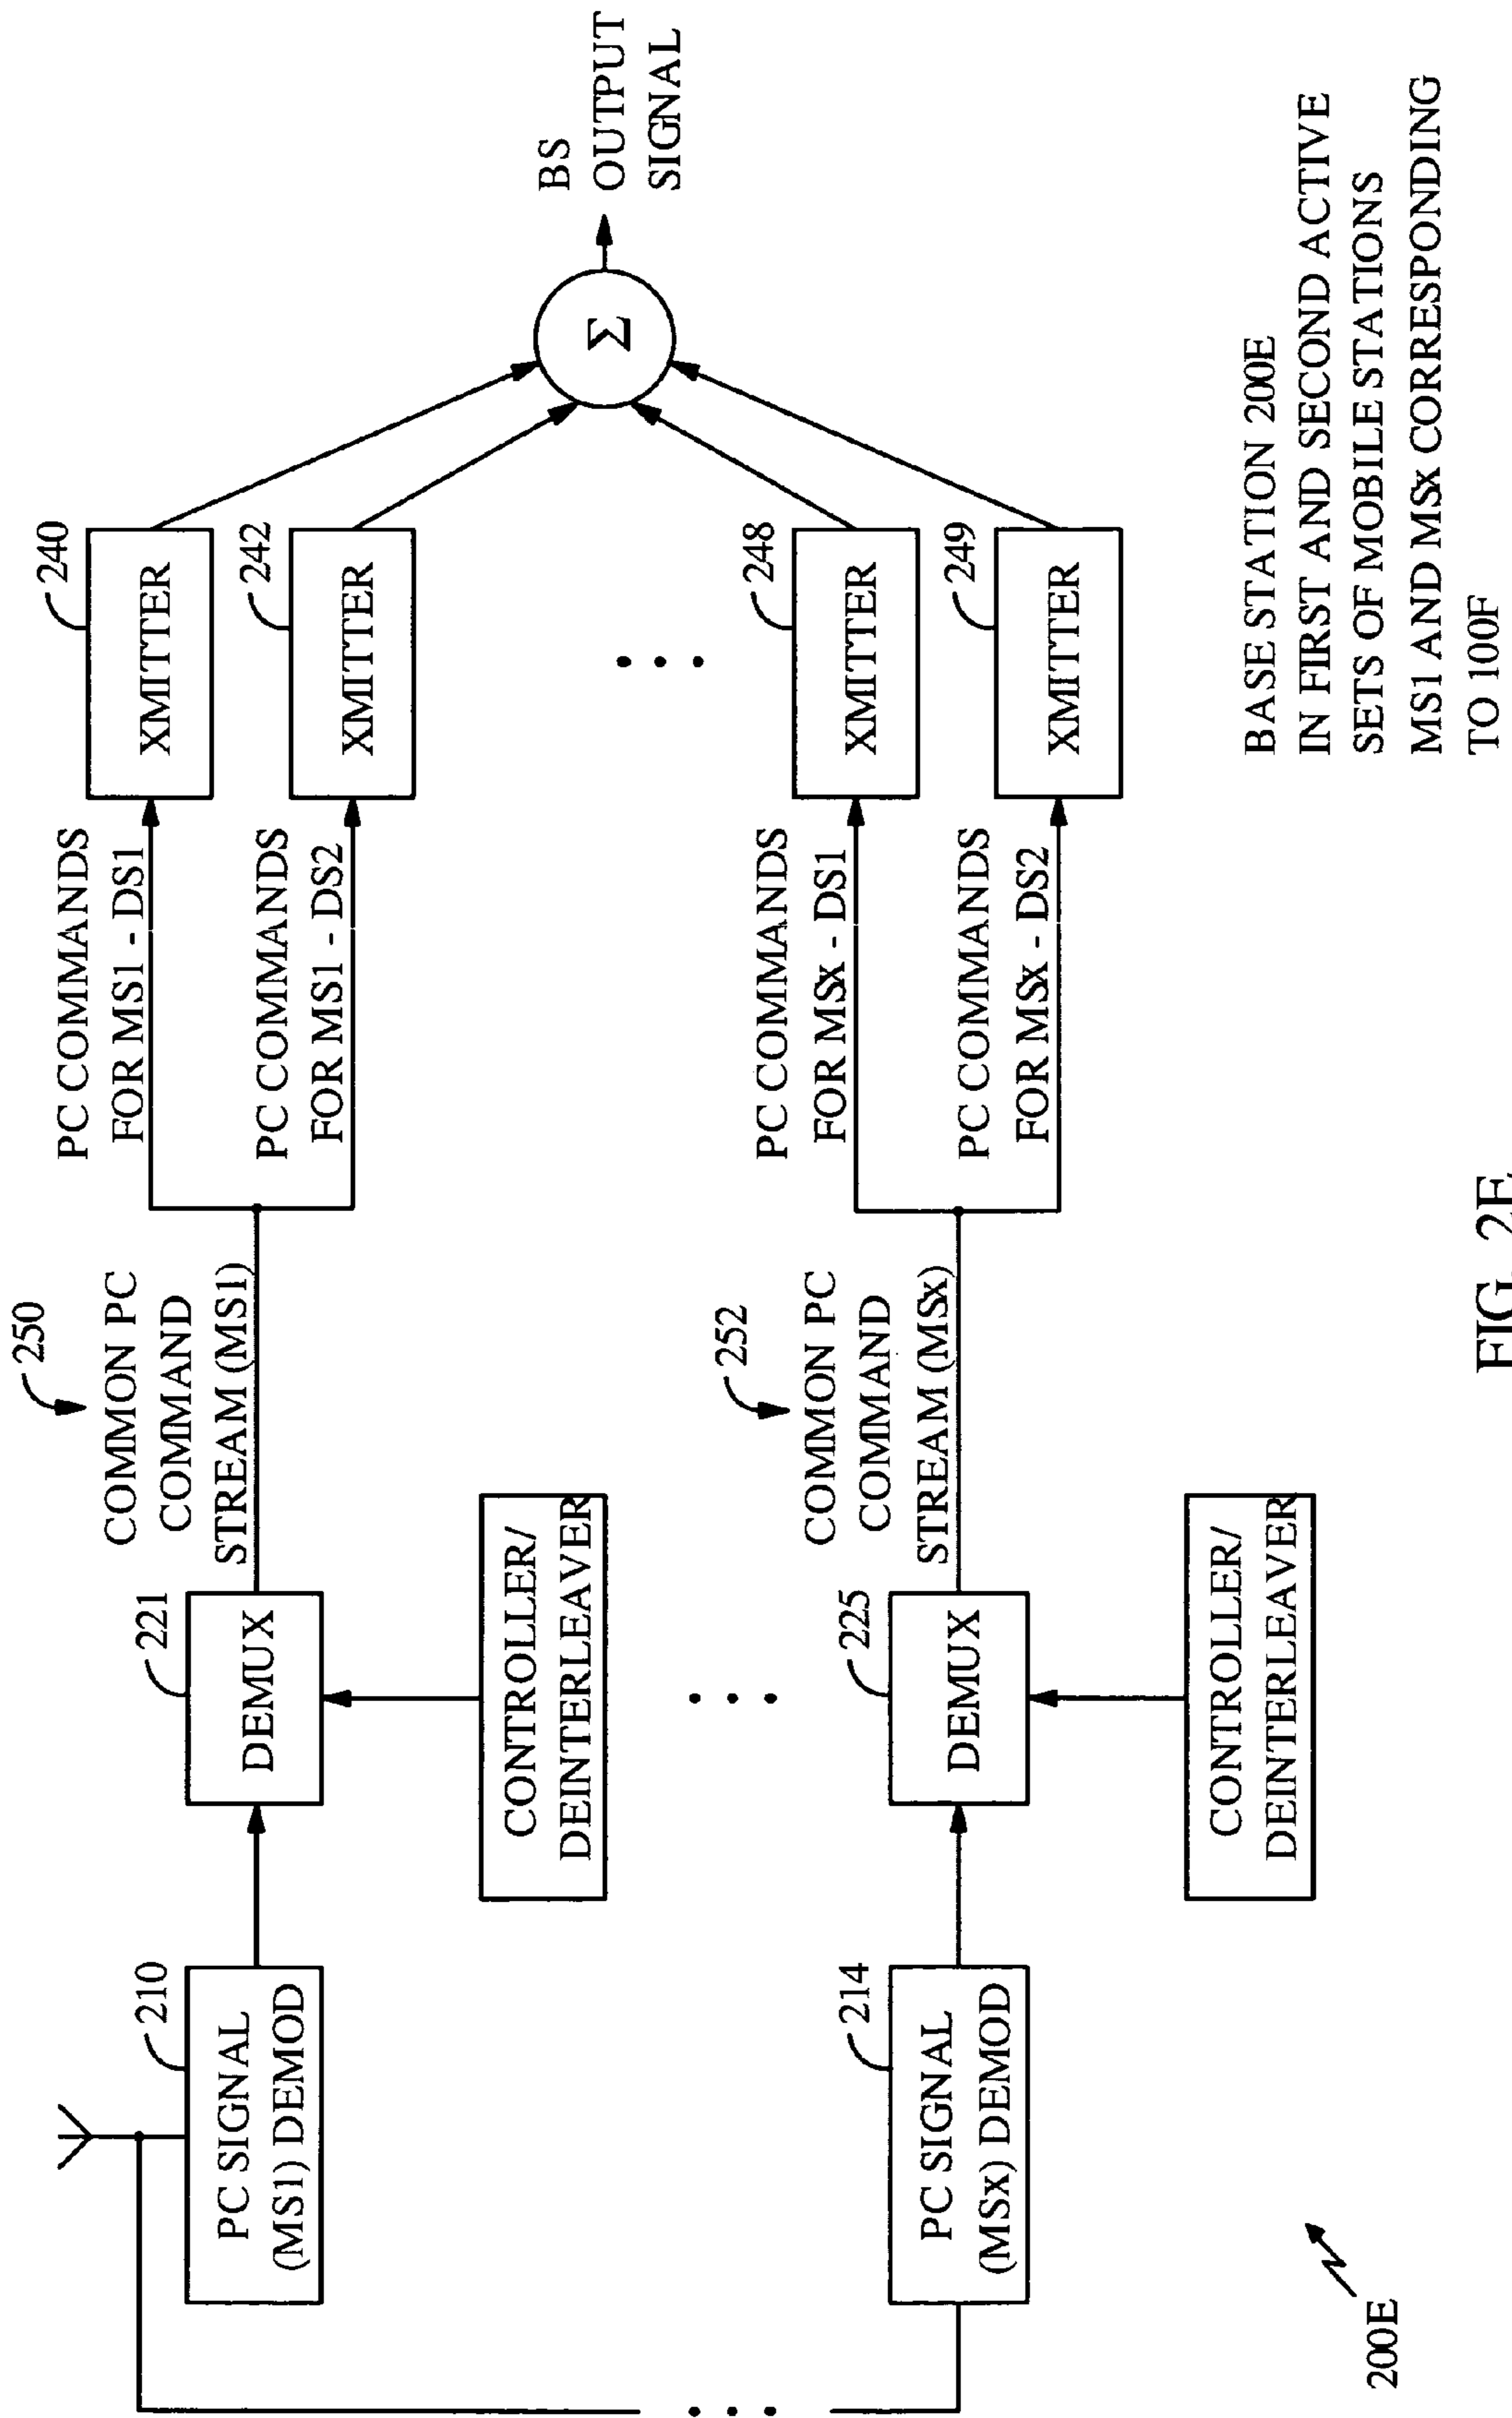 250
COMMON PC
COMMAND
STREAM (MS1)
PC COMMANDS
FOR MS1 - DS1
PC COMMANDS
FOR MS1 - DS2
240
XMITTER
242
XMITTER
210
PC SIGNAL
(MS1) DEMOD
221
DEMUX
CONTROLLER/
DEINTERLEAVER
Σ
BS
OUTPUT
SIGNAL
252
COMMON PC
COMMAND
STREAM (MSx)
PC COMMANDS
FOR MSx - DS1
PC COMMANDS
FOR MSx - DS2
248
XMITTER
249
XMITTER
214
PC SIGNAL
(MSx) DEMOD
225
DEMUX
CONTROLLER/
DEINTERLEAVER
200E
BASE STATION 200E
IN FIRST AND SECOND ACTIVE
SETS OF MOBILE STATIONS
MS1 AND MSx CORRESPONDING
TO 100F
FIG. 2E